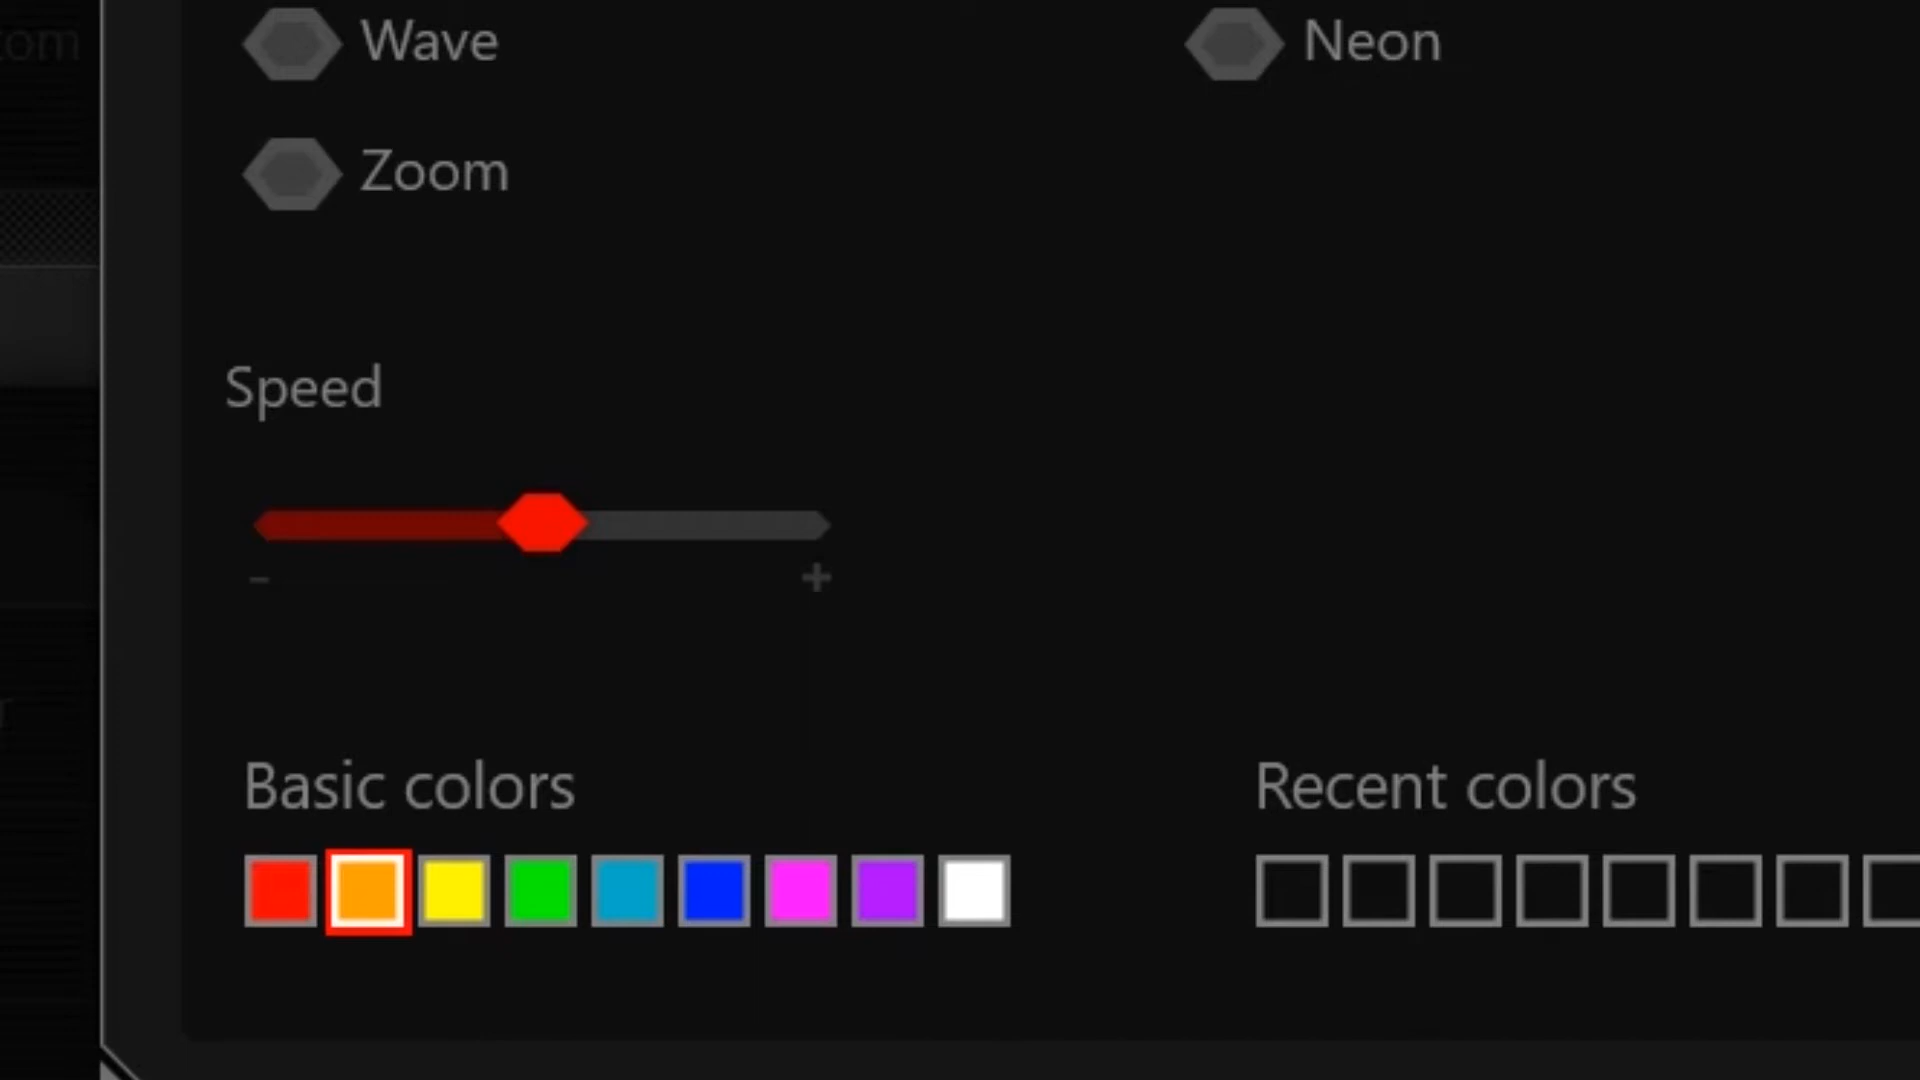 Wave
Neon
Zoom
Speed
- +
Basic colors
Recent colors